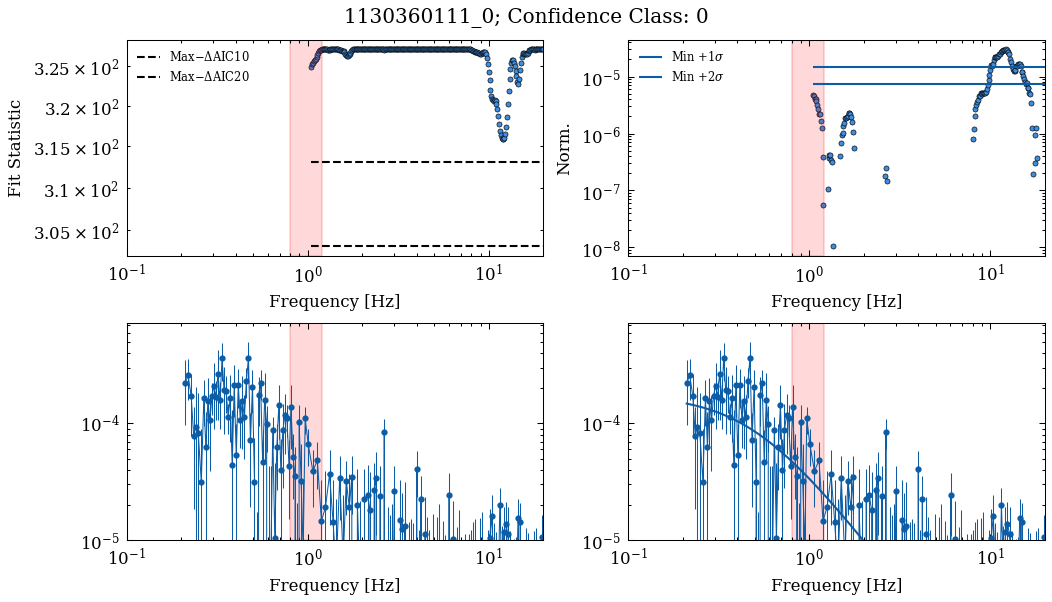 1130360111_0; Confidence Class: 0
Fit Statistic
3.25 × 10²
3.2 × 10²
3.15 × 10²
3.1 × 10²
3.05 × 10²
Max−ΔAIC10
Max−ΔAIC20
10⁻¹ 10⁰ 10¹
Frequency [Hz]
Norm.
10⁻⁵
10⁻⁶
10⁻⁷
10⁻⁸
Min +1σ
Min +2σ
10⁻¹ 10⁰ 10¹
Frequency [Hz]
10⁻⁴
10⁻⁵
10⁻¹ 10⁰ 10¹
Frequency [Hz]
10⁻⁴
10⁻⁵
10⁻¹ 10⁰ 10¹
Frequency [Hz]